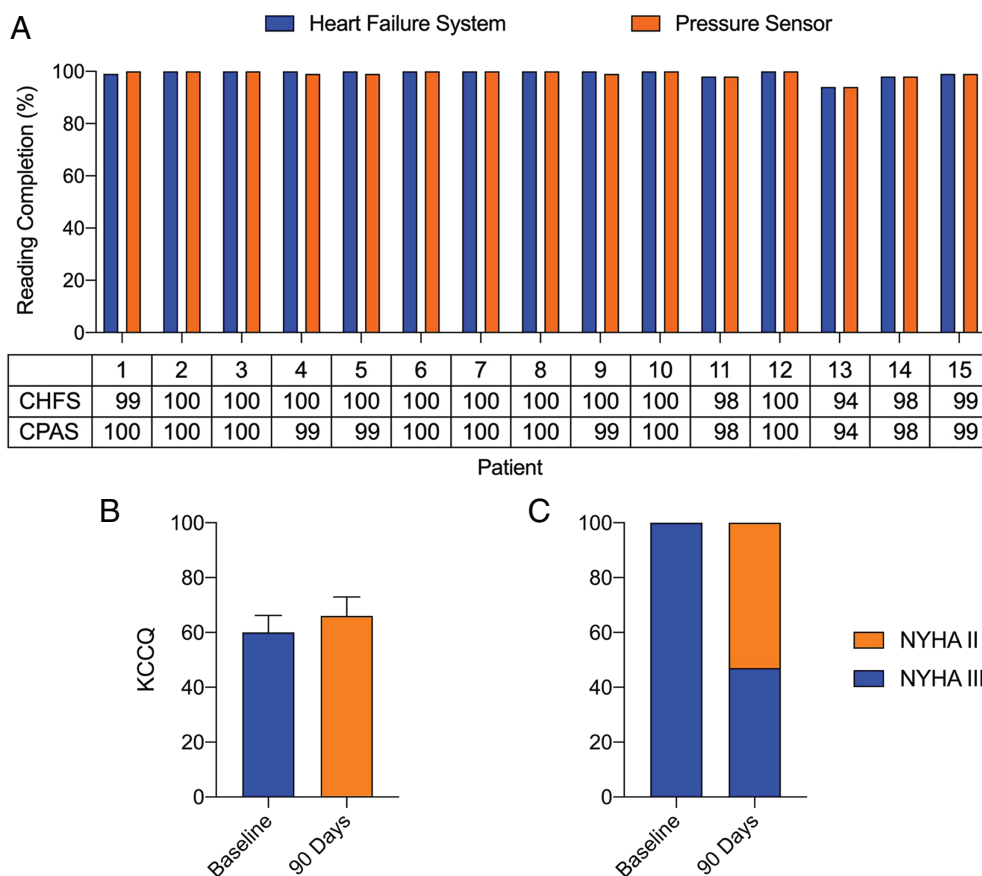 A
Heart Failure System Pressure Sensor
Reading Completion (%)
100
80
60
40
20
0
1 2 3 4 5 6 7 8 9 10 11 12 13 14 15
CHFS 99 100 100 100 100 100 100 100 100 100 98 100 94 98 99
CPAS 100 100 100 99 99 100 100 100 99 100 98 100 94 98 99
Patient
B
KCCQ
100
80
60
40
20
0
Baseline
90 Days
C
100
80
60
40
20
0
Baseline
90 Days
NYHA II
NYHA III